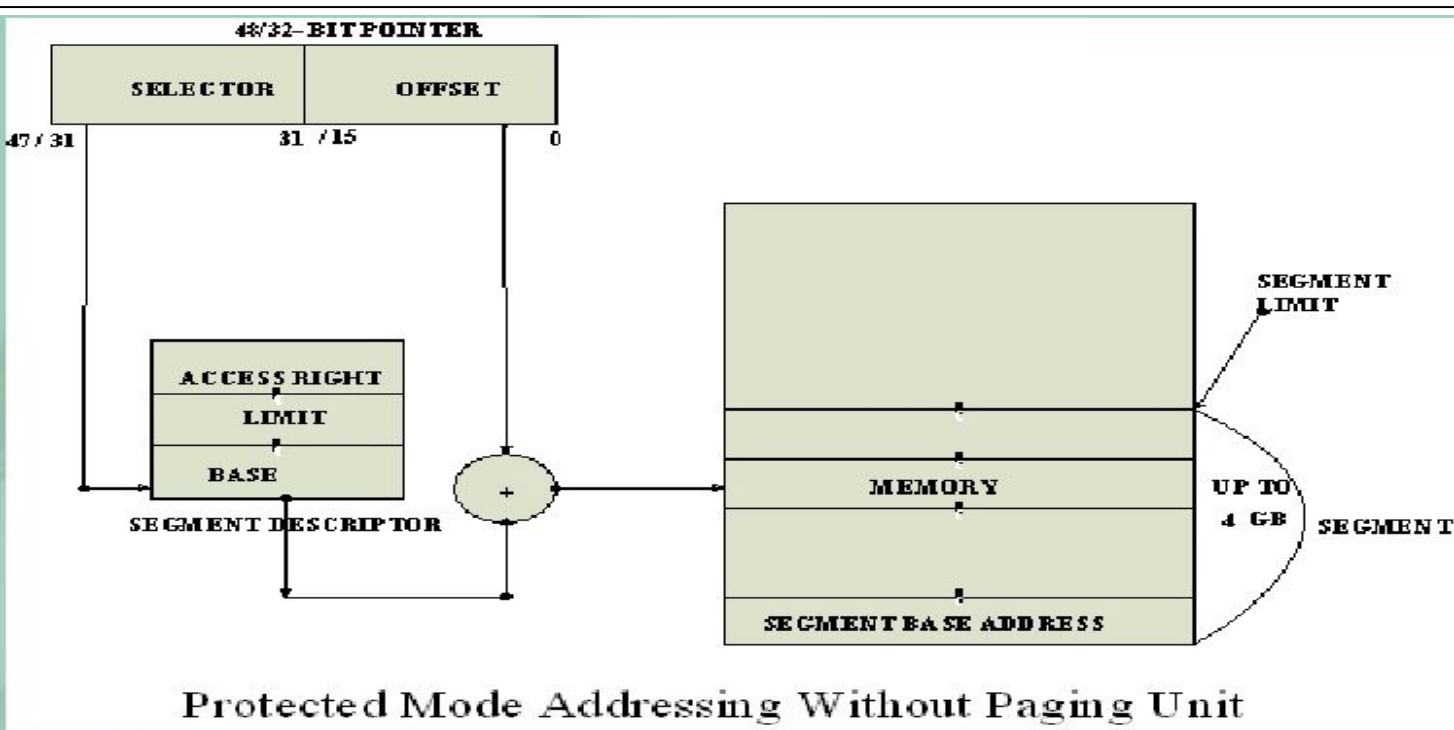 48/32-BIT POINTER
SELECTOR
OFFSET
47 / 31
31 / 15
0
SEGMENT
LIMIT
ACCESS RIGHT
LIMIT
BASE
SEGMENT DESCRIPTOR
+
MEMORY
UP TO
4 GB
SEGMENT
SEGMENT BASE ADDRESS
Protected Mode Addressing Without Paging Unit